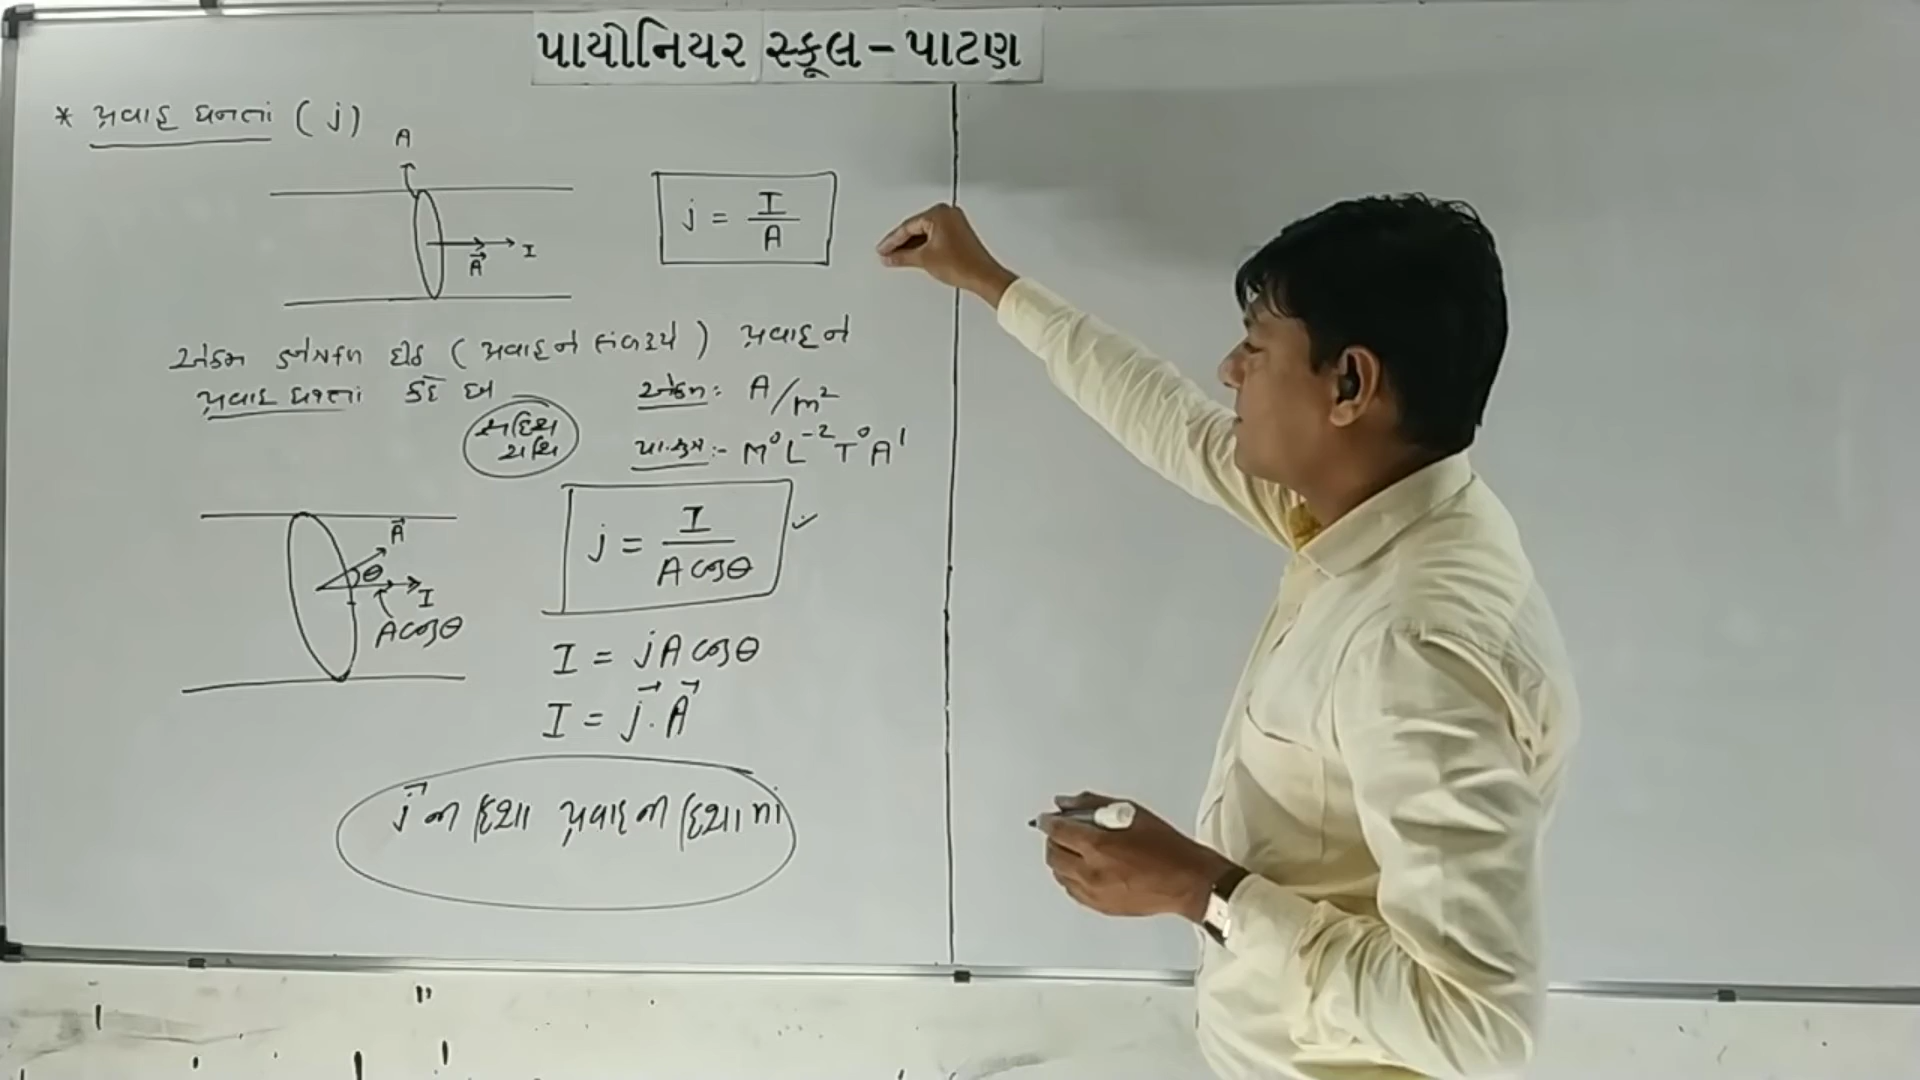 પાયોનિયર સ્કૂલ - પાટણ
* પ્રવાહ ઘનતા (j)
A
j = I / A
A⃗ I
એકમ ક્ષેત્રફળ દીઠ (પ્રવાહને લંબરૂપે) પ્રવાહને
પ્રવાહ ઘનતા કહે છે
એકમ: A/m²
સદિશ
રાશિ
પા.સૂત્ર :- M⁰L⁻²T⁰A¹
A⃗
θ
I
A cosθ
j = I / A cosθ ✓
I = jA cosθ
I = j⃗ . A⃗
j⃗ ની દિશા પ્રવાહની દિશામાં